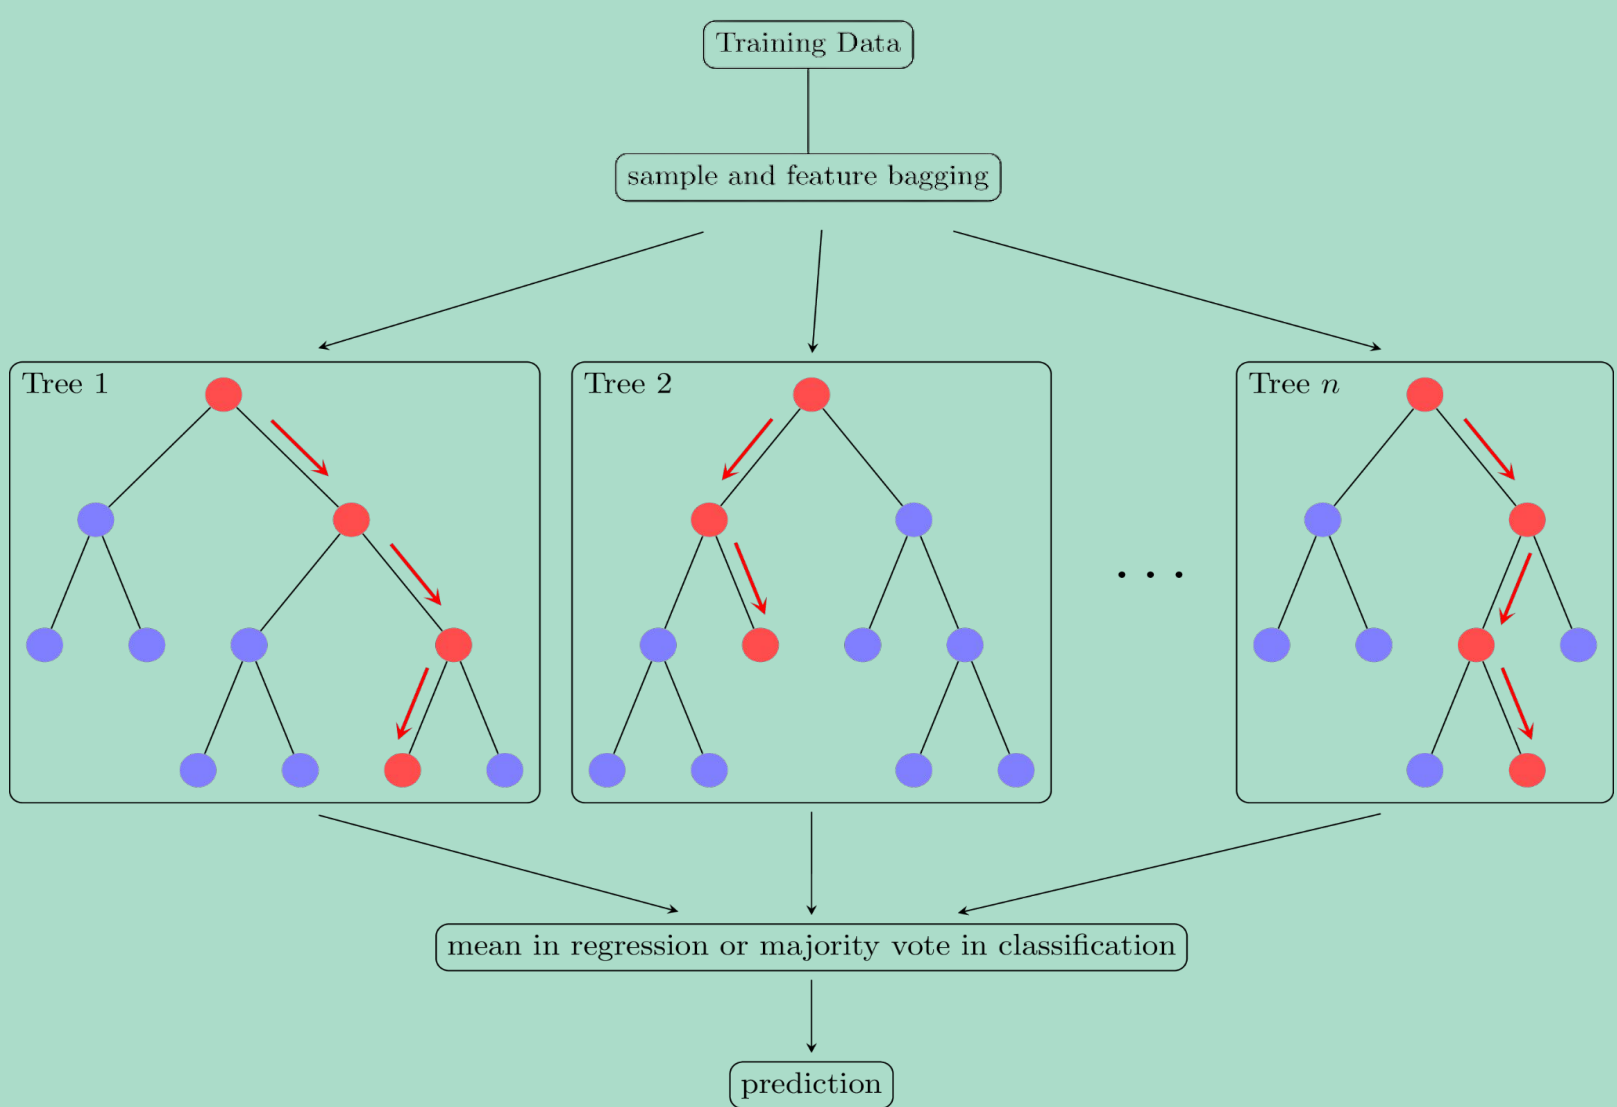 Training Data
sample and feature bagging
Tree 1
Tree 2
Tree n
. . .
mean in regression or majority vote in classification
prediction